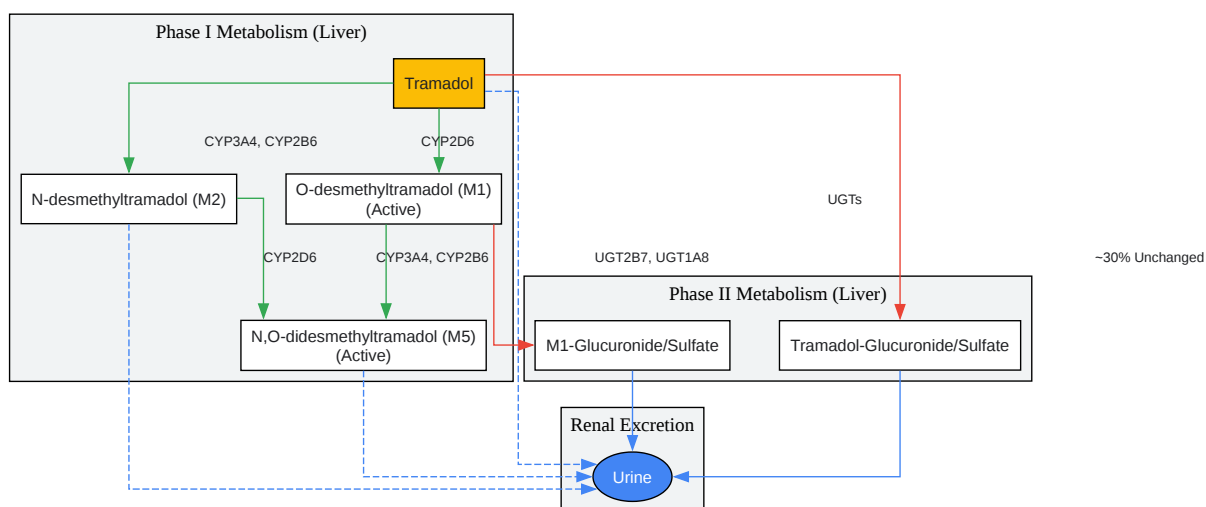 Phase I Metabolism (Liver)
Tramadol
CYP3A4, CYP2B6
CYP2D6
N-desmethyltramadol (M2)
O-desmethyltramadol (M1)
(Active)
UGTs
CYP2D6
CYP3A4, CYP2B6
UGT2B7, UGT1A8
~30% Unchanged
Phase II Metabolism (Liver)
N,O-didesmethyltramadol (M5)
(Active)
M1-Glucuronide/Sulfate
Tramadol-Glucuronide/Sulfate
Renal Excretion
Urine